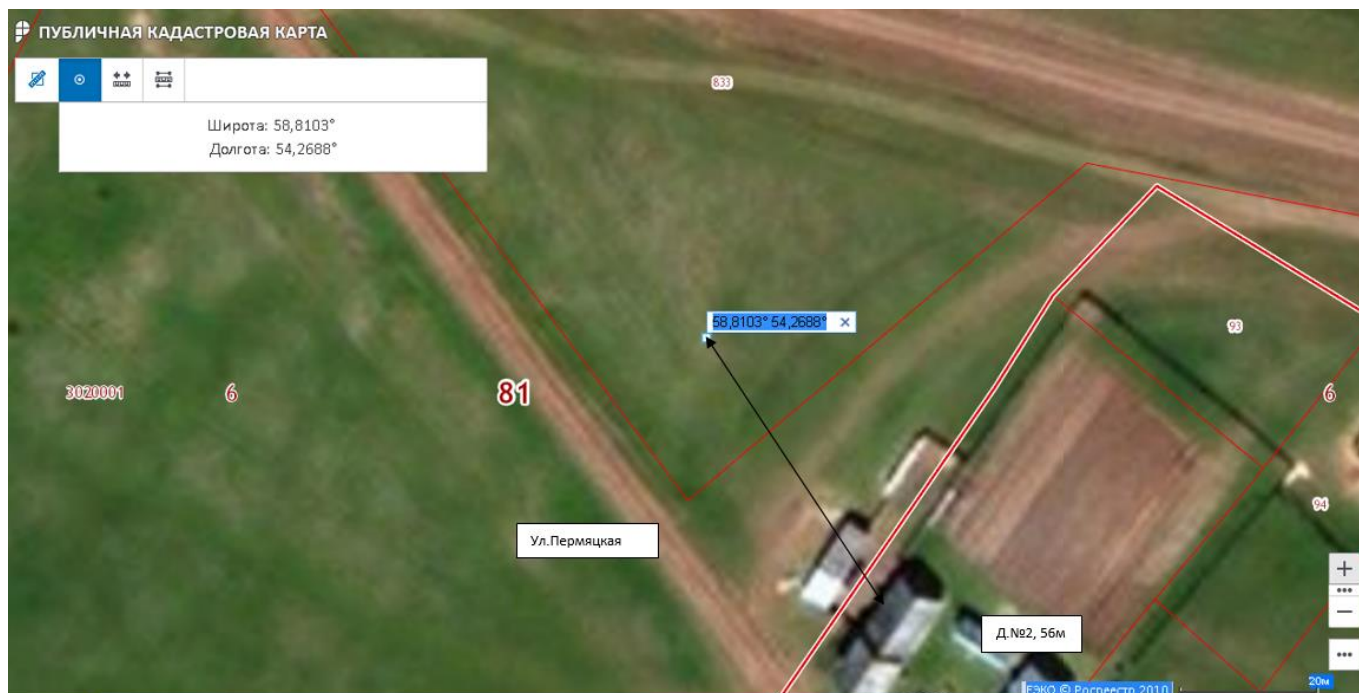 ПУБЛИЧНАЯ КАДАСТРОВАЯ КАРТА
Широта: 58,8103°
Долгота: 54,2688°
833
58,8103° 54,2688° ×
93
3020001
6
81
6
94
Ул.Пермяцкая
Д.№2, 56м
20м
ЕЭКО © Росреестр 2010